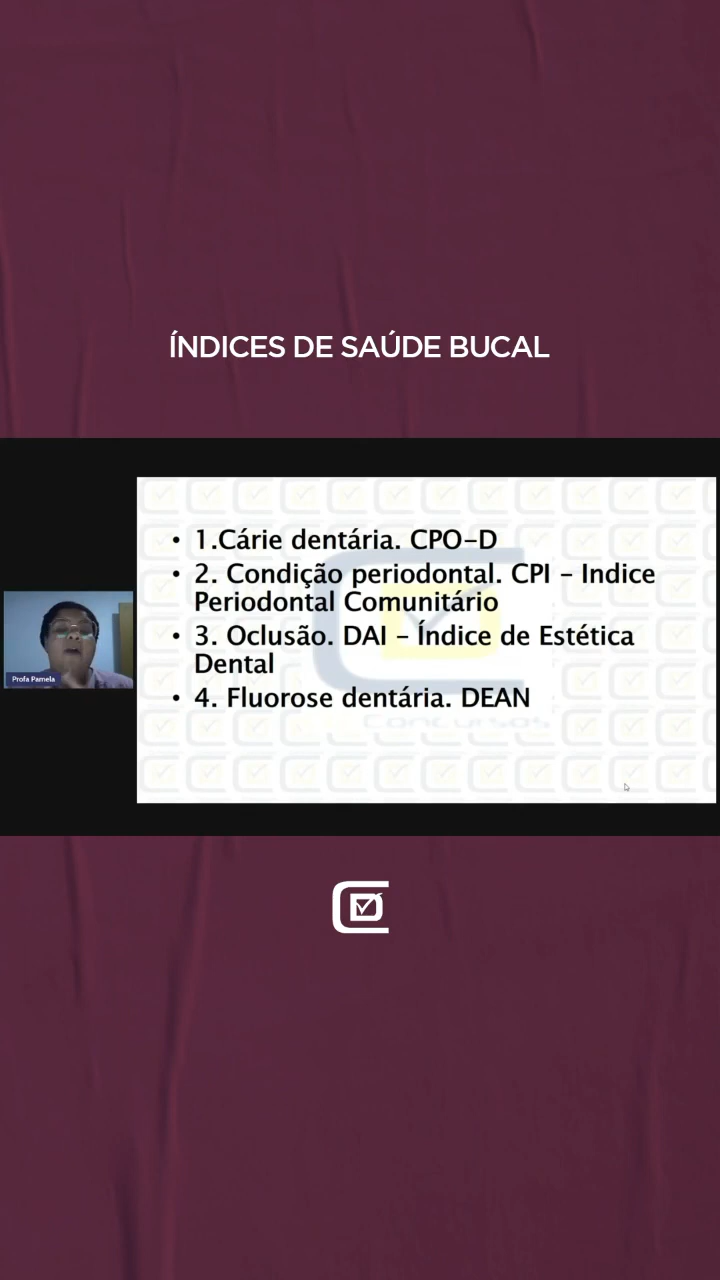 ÍNDICES DE SAÚDE BUCAL
• 1.Cárie dentária. CPO-D
• 2. Condição periodontal. CPI – Indice
Periodontal Comunitário
• 3. Oclusão. DAI – Índice de Estética
Dental
• 4. Fluorose dentária. DEAN
Concursos
Profa Pamela